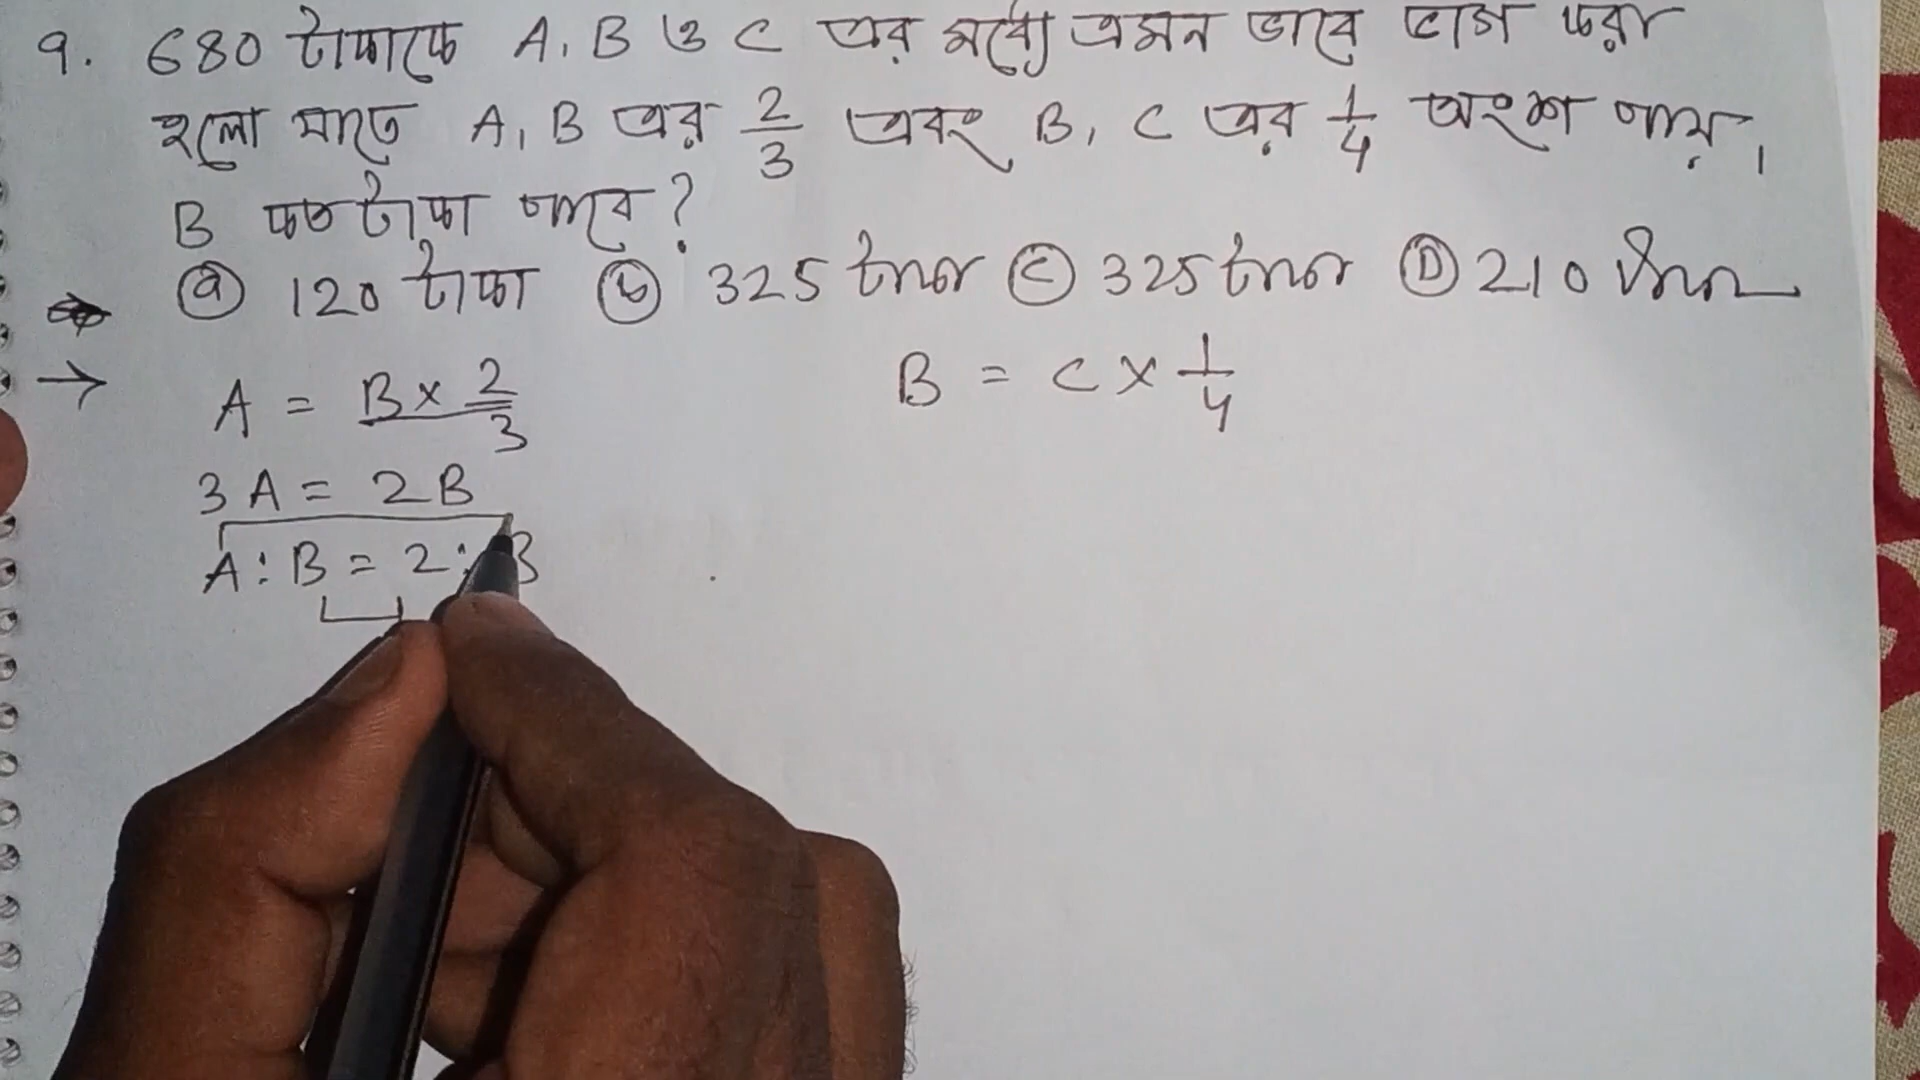 ৭. 680 টাকাকে A, B ও C এর মধ্যে এমন ভাবে ভাগ করা
হলো যাতে A, B এর 2/3 এবং B, C এর 1/4 অংশ পায়।
B কত টাকা পাবে?
ⓐ 120 টাকা ⓑ 325 টাকা Ⓒ 325 টাকা Ⓓ 210 টাকা
→ A = B × 2/3 B = C × 1/4
3A = 2B
A : B = 2 : 3